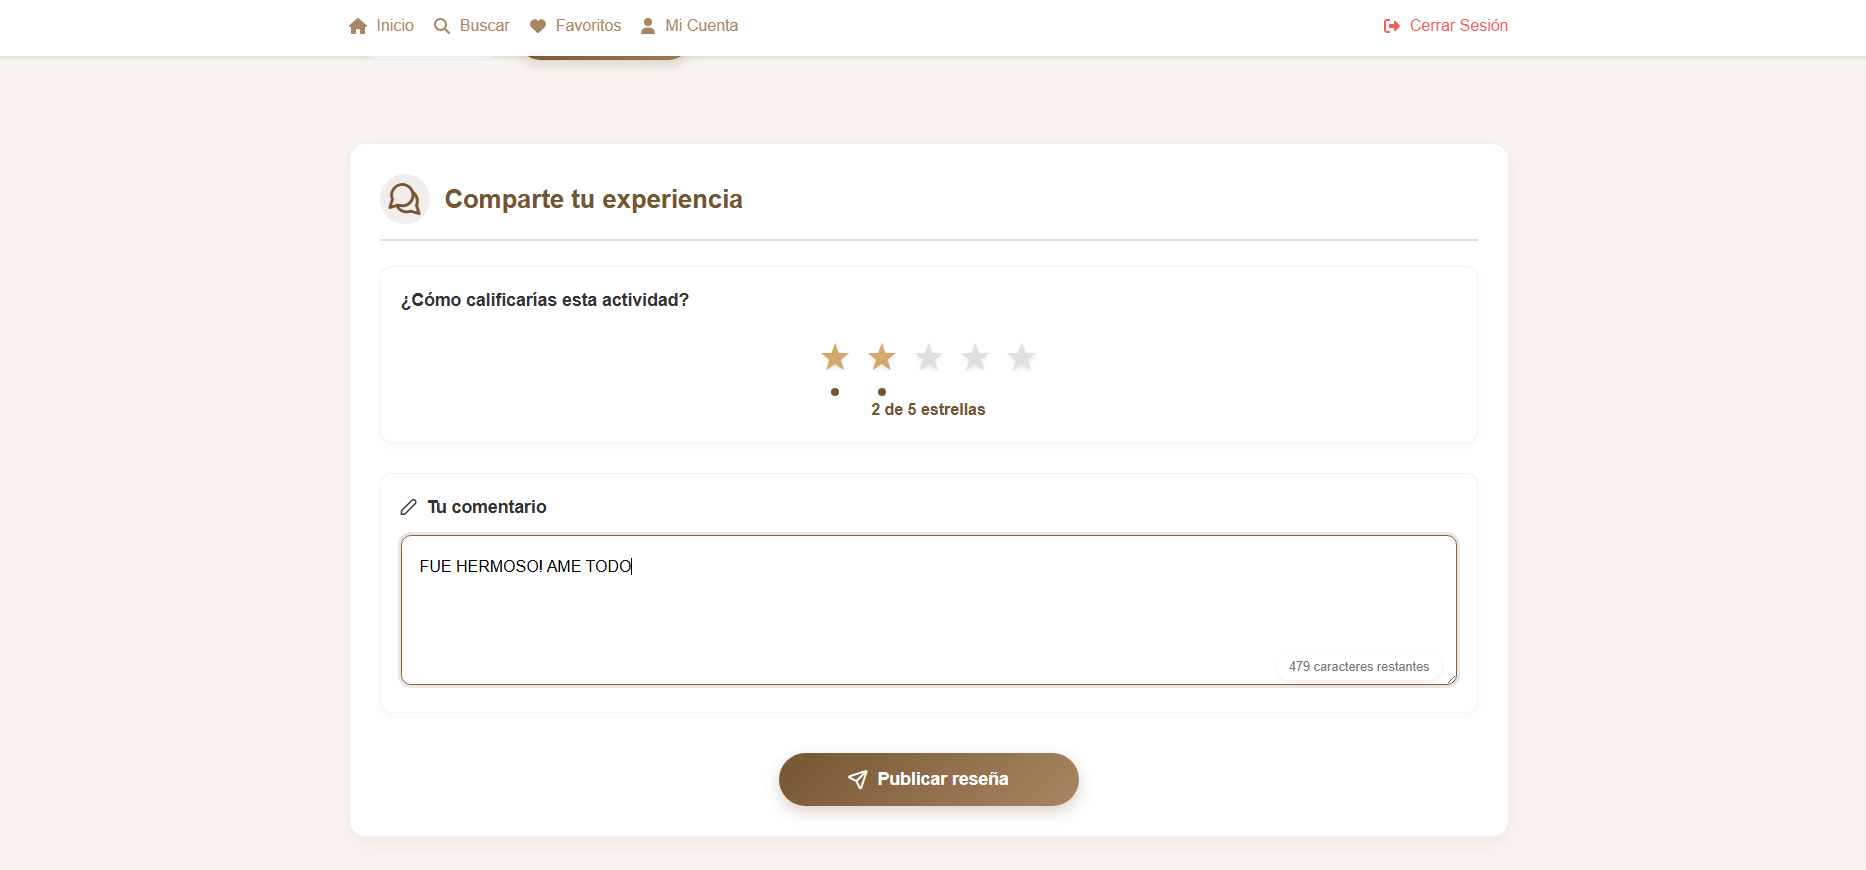 Inicio Buscar Favoritos Mi Cuenta Cerrar Sesión
Comparte tu experiencia
¿Cómo calificarías esta actividad?
2 de 5 estrellas
Tu comentario
FUE HERMOSO! AME TODO
479 caracteres restantes
Publicar reseña